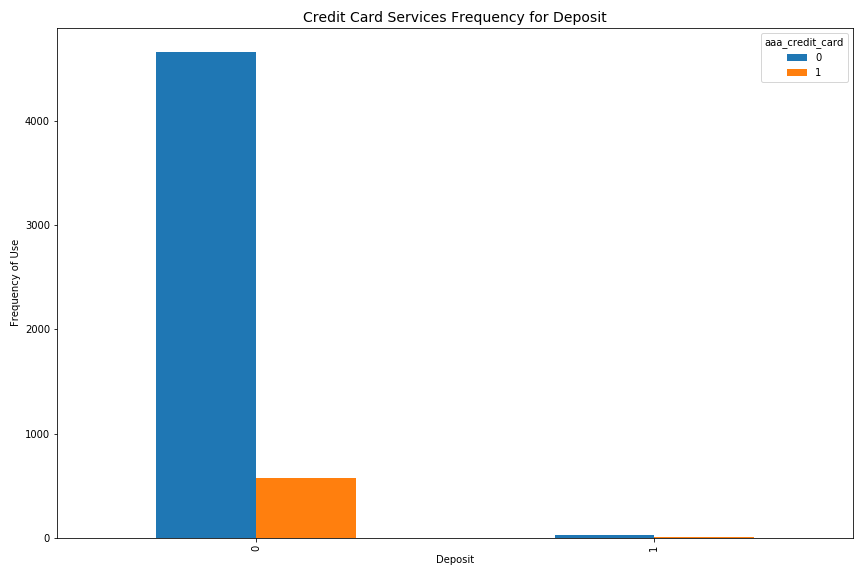 Credit Card Services Frequency for Deposit
aaa_credit_card
0
1
4000
3000
2000
1000
0
Frequency of Use
0
1
Deposit